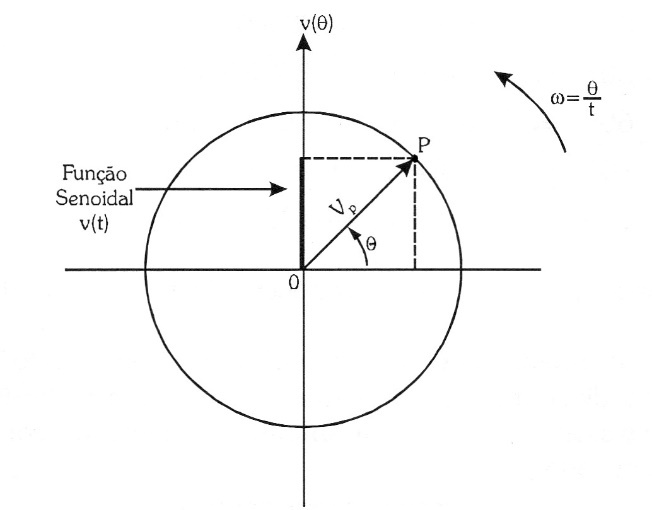 v(θ)
ω=θ/t
P
Função
Senoidal
v(t)
Vp
θ
0